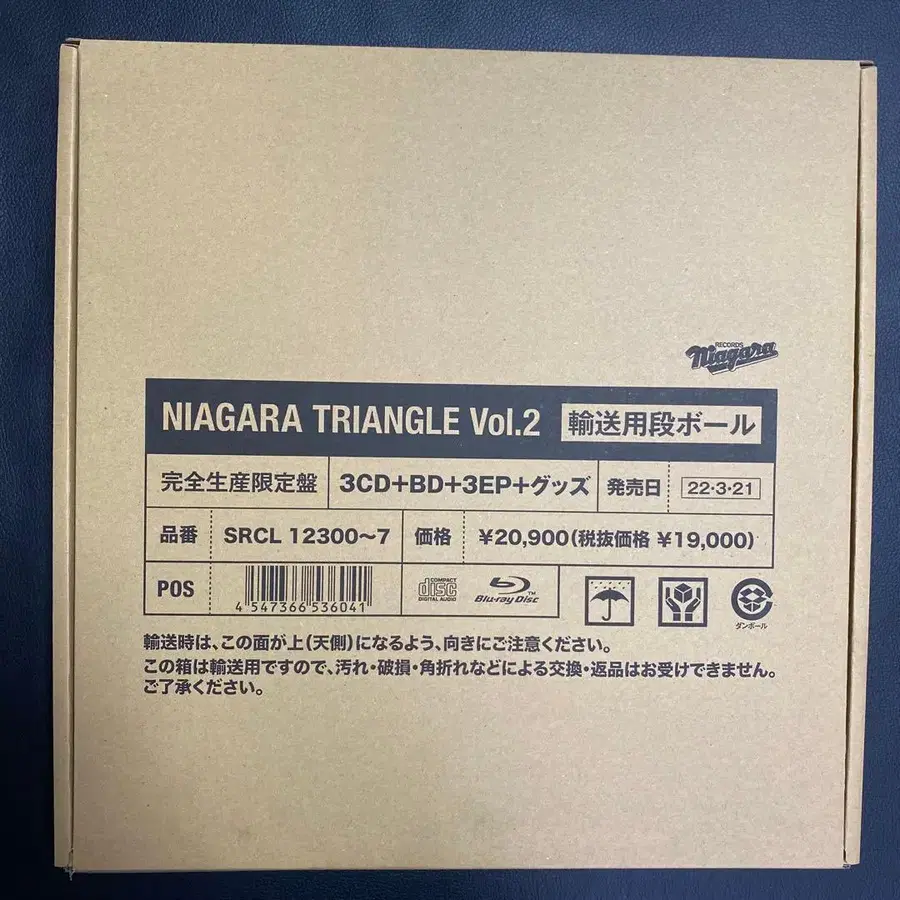 RECORDS
Niagara
NIAGARA TRIANGLE Vol.2 輸送用段ボール
完全生産限定盤 3CD+BD+3EP+グッズ 発売日 22·3·21
品番 SRCL 12300〜7 価格 ¥20,900(税抜価格 ¥19,000)
POS 4 547366 536041 COMPACT disc DIGITAL AUDIO Blu-ray Disc™ ダンボール
輸送時は、この面が上(天側)になるよう、向きにご注意ください。
この箱は輸送用ですので、汚れ・破損・角折れなどによる交換・返品はお受けできません。
ご了承ください。